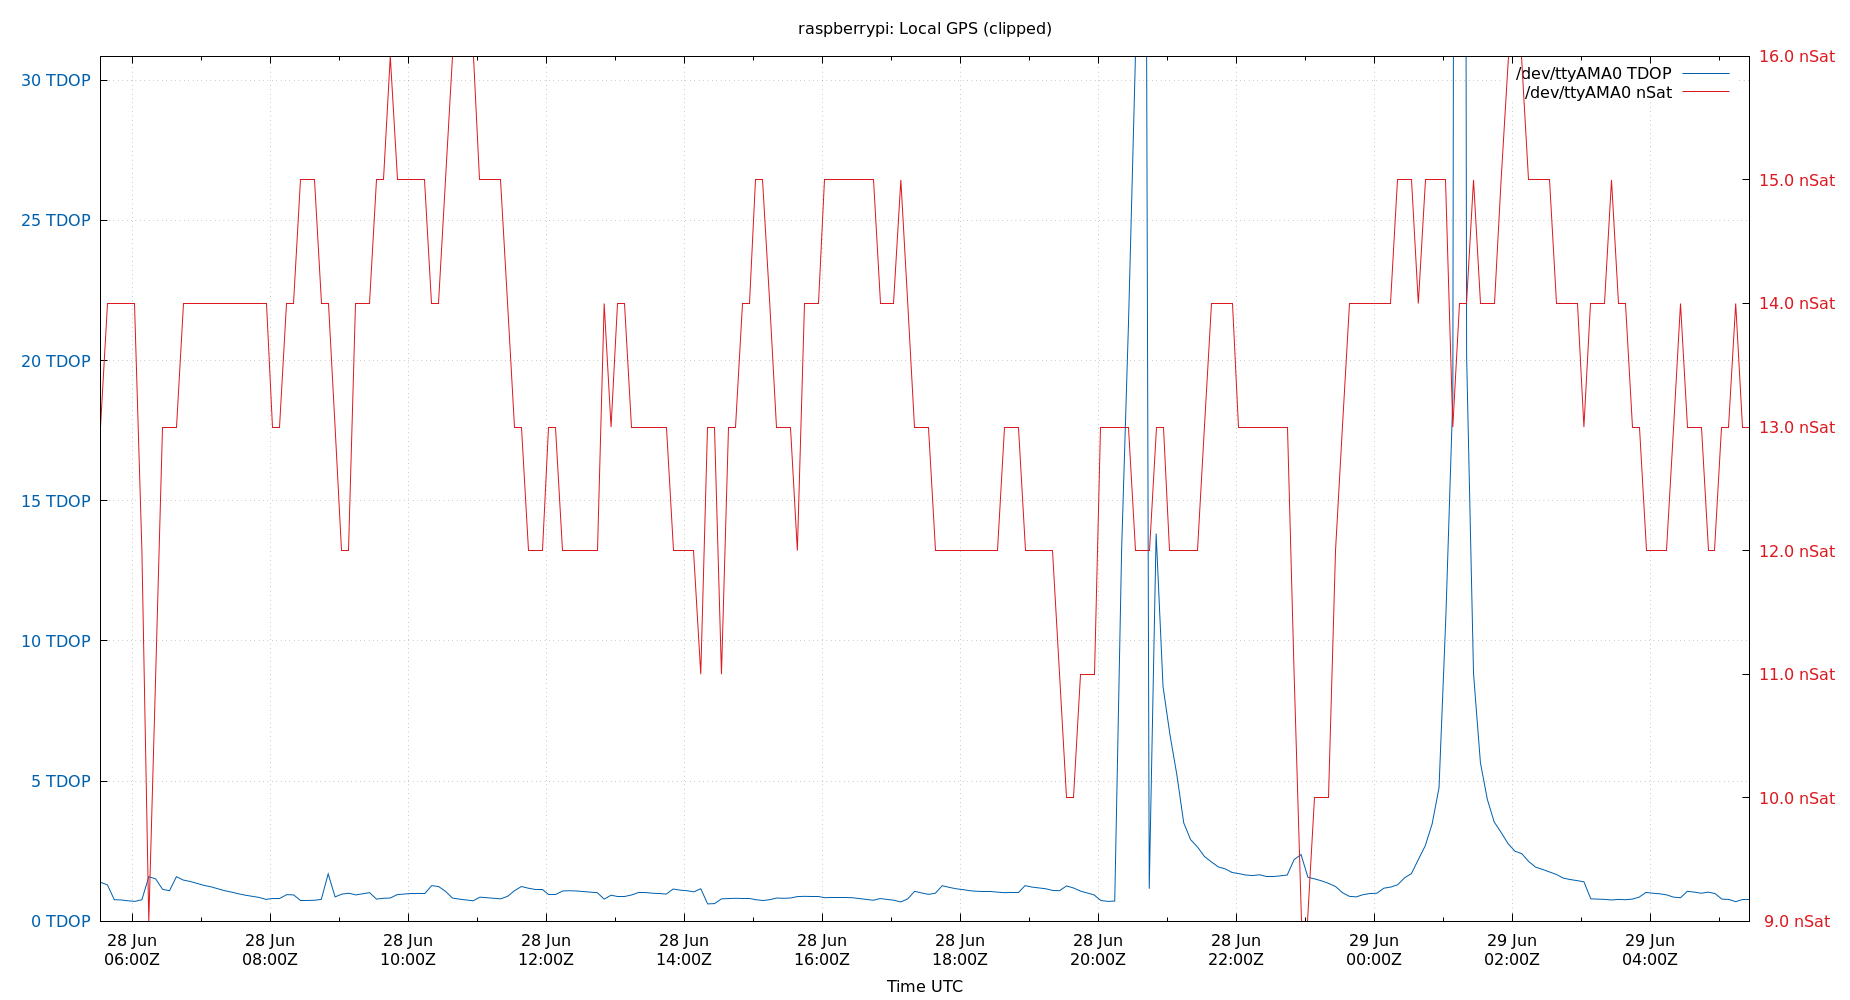 raspberrypi: Local GPS (clipped)
30 TDOP
25 TDOP
20 TDOP
15 TDOP
10 TDOP
5 TDOP
0 TDOP
16.0 nSat
15.0 nSat
14.0 nSat
13.0 nSat
12.0 nSat
11.0 nSat
10.0 nSat
9.0 nSat
/dev/ttyAMA0 TDOP
/dev/ttyAMA0 nSat
28 Jun 28 Jun 28 Jun 28 Jun 28 Jun 28 Jun 28 Jun 28 Jun 28 Jun 29 Jun 29 Jun 29 Jun
06:00Z 08:00Z 10:00Z 12:00Z 14:00Z 16:00Z 18:00Z 20:00Z 22:00Z 00:00Z 02:00Z 04:00Z
Time UTC